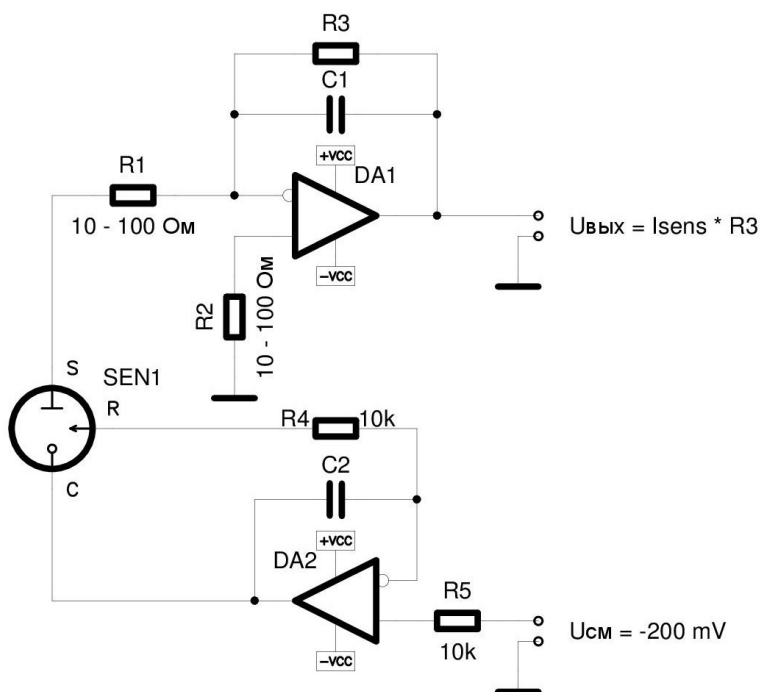 R3
C1
+VCC
DA1
R1
10 - 100 Ом
Uвых = Isens * R3
−VCC
R2
10 - 100 Ом
S
SEN1
R
R4
10k
C2
C
+VCC
DA2
R5
10k
Uсм = -200 mV
−VCC